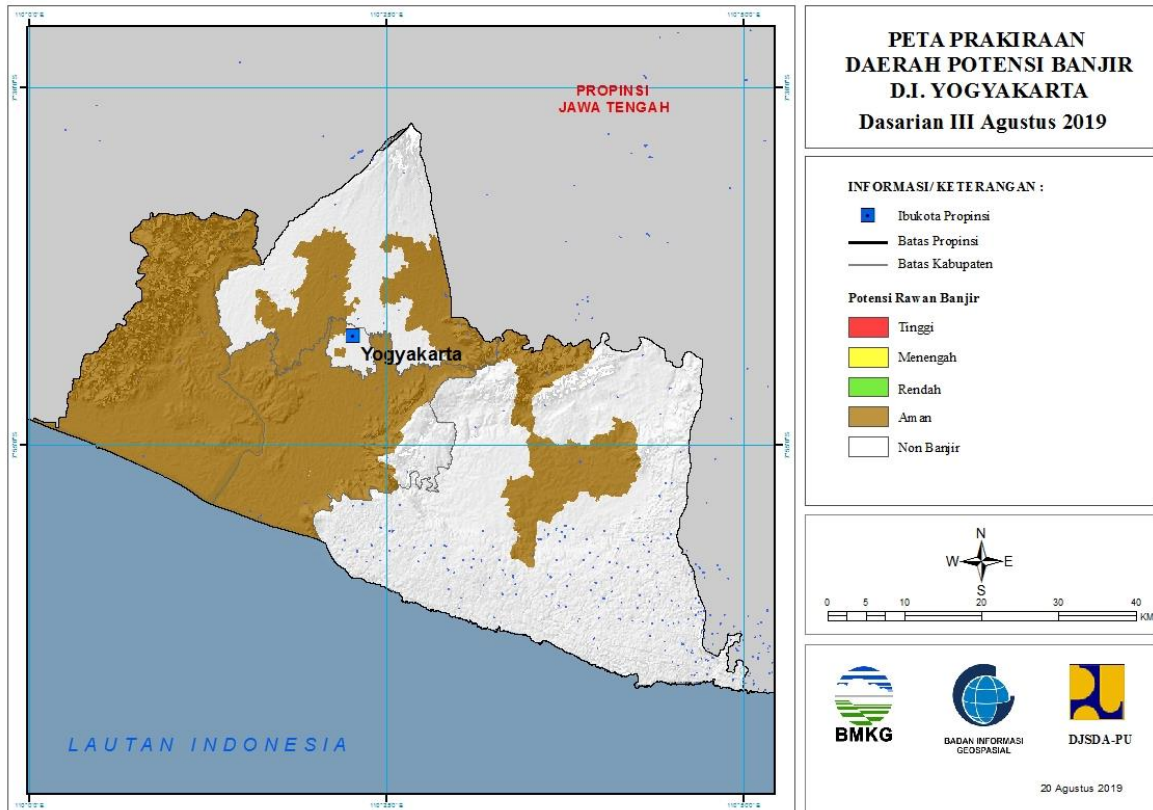 PROPINSI
JAWA TENGAH
Yogyakarta
LAUTAN INDONESIA
PETA PRAKIRAAN
DAERAH POTENSI BANJIR
D.I. YOGYAKARTA
Dasarian III Agustus 2019
INFORMASI/ KETERANGAN :
Ibukota Propinsi
Batas Propinsi
Batas Kabupaten
Potensi Rawan Banjir
Tinggi
Menengah
Rendah
Aman
Non Banjir
N
W E
S
0 5 10 20 30 40
KM
BMKG
BADAN INFORMASI
GEOSPASIAL
DJSDA-PU
20 Agustus 2019